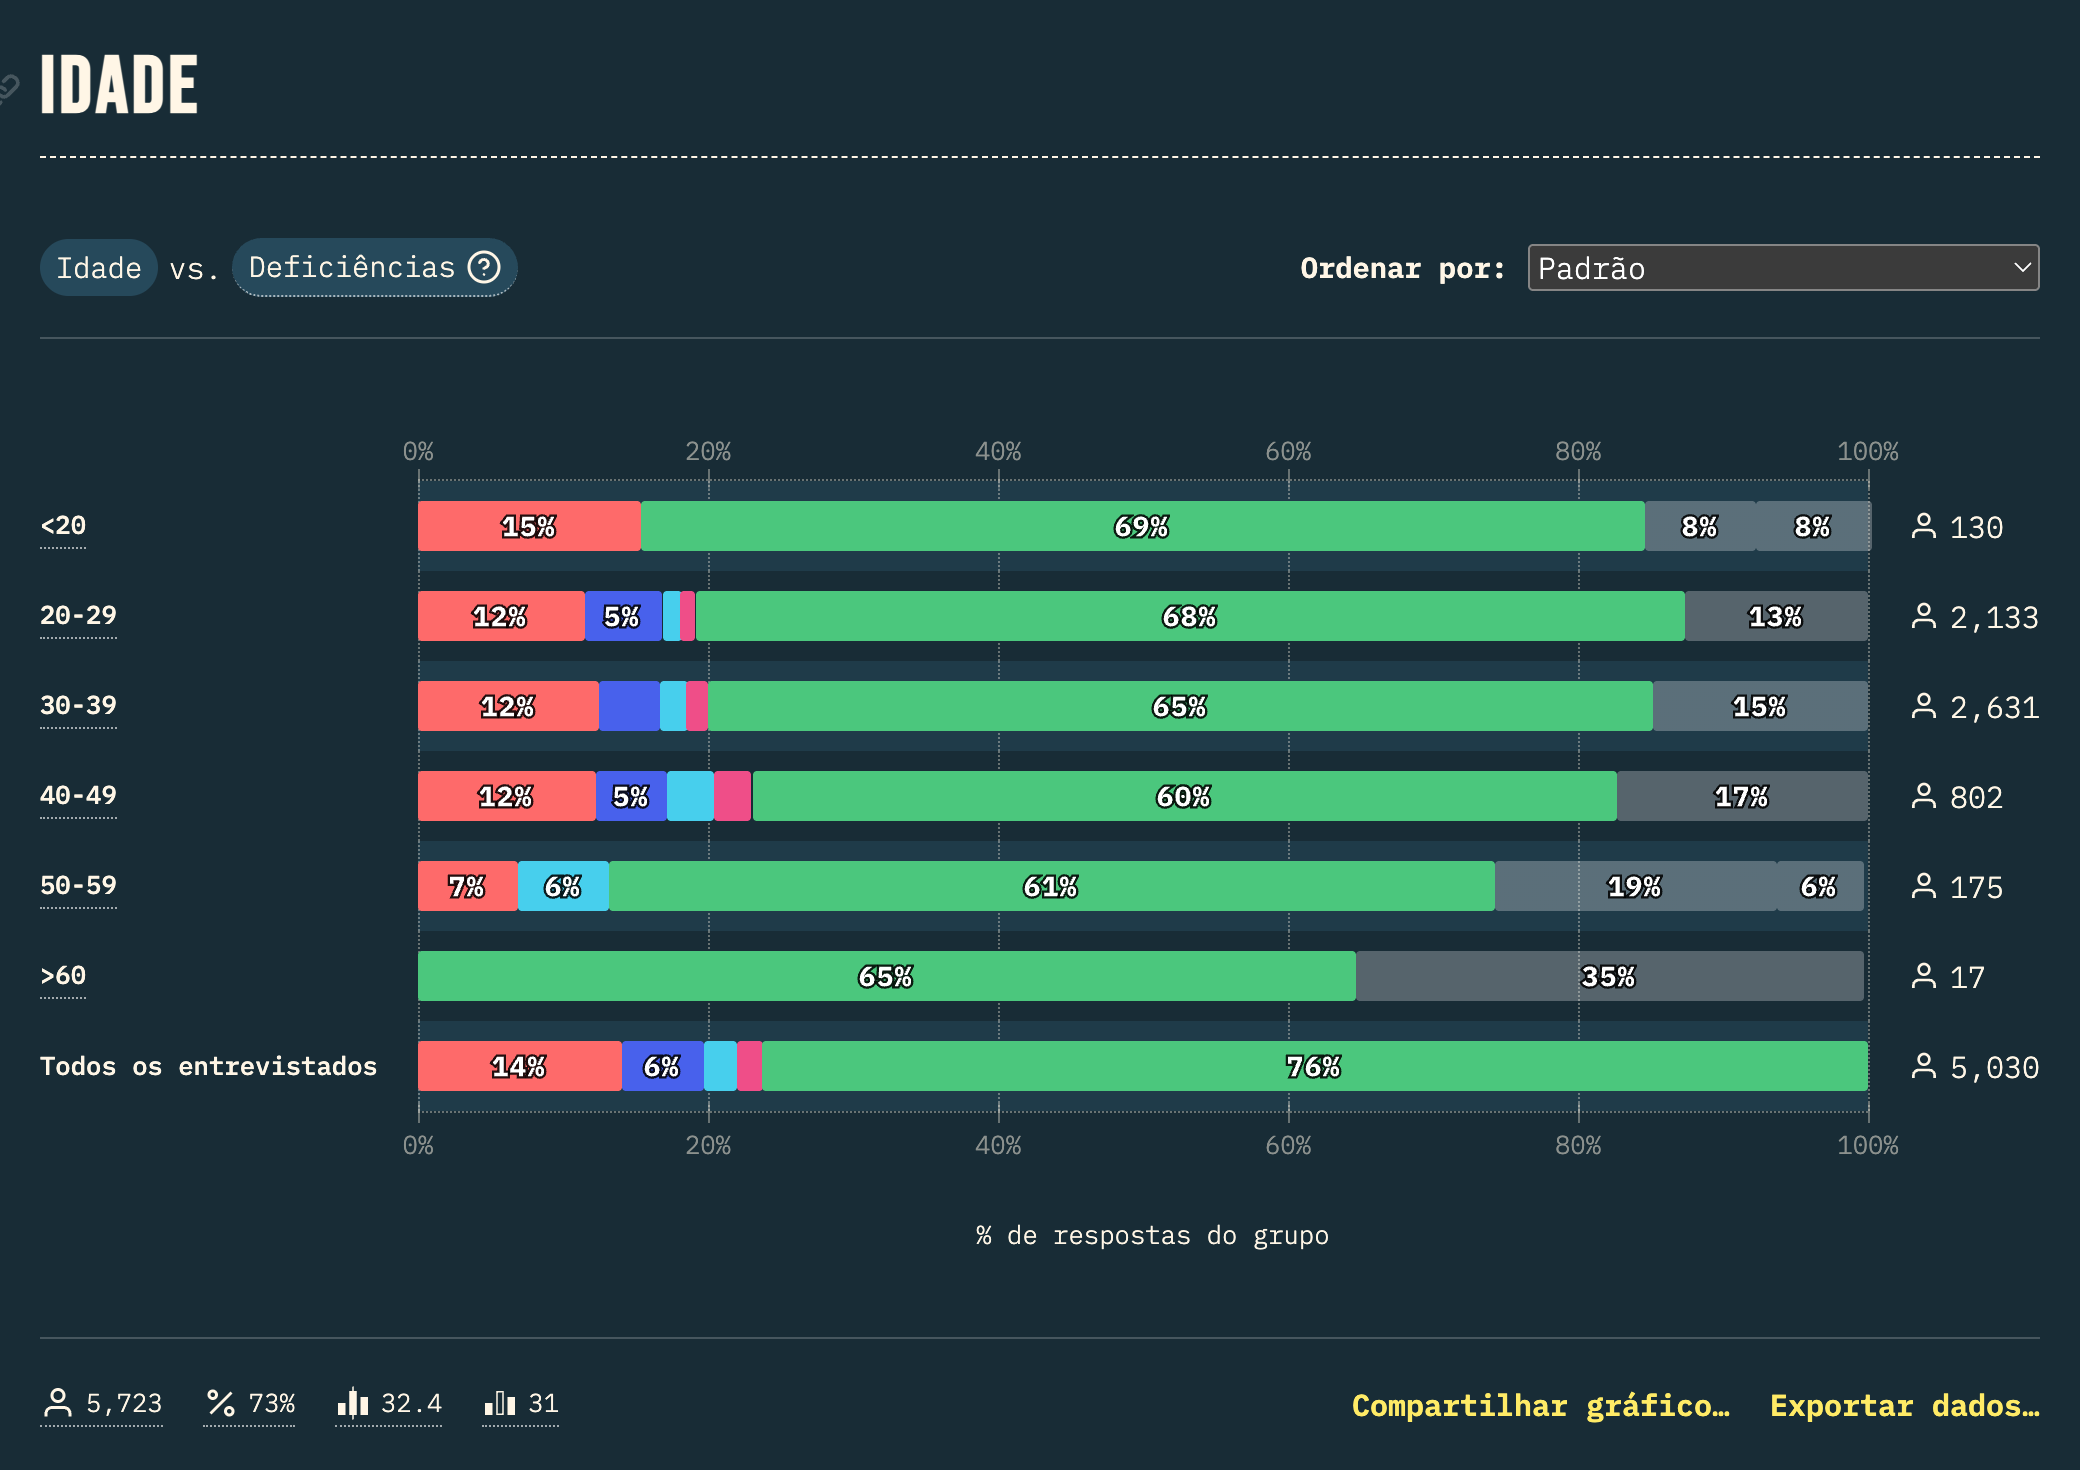 IDADE
Idade vs. Deficiências ?
Ordenar por: Padrão
0% 20% 40% 60% 80% 100%
<20 15% 69% 8% 8% 130
20-29 12% 5% 68% 13% 2,133
30-39 12% 65% 15% 2,631
40-49 12% 5% 60% 17% 802
50-59 7% 6% 61% 19% 6% 175
>60 65% 35% 17
Todos os entrevistados 14% 6% 76% 5,030
0% 20% 40% 60% 80% 100%
% de respostas do grupo
5,723 73% 32.4 31 Compartilhar gráfico… Exportar dados…